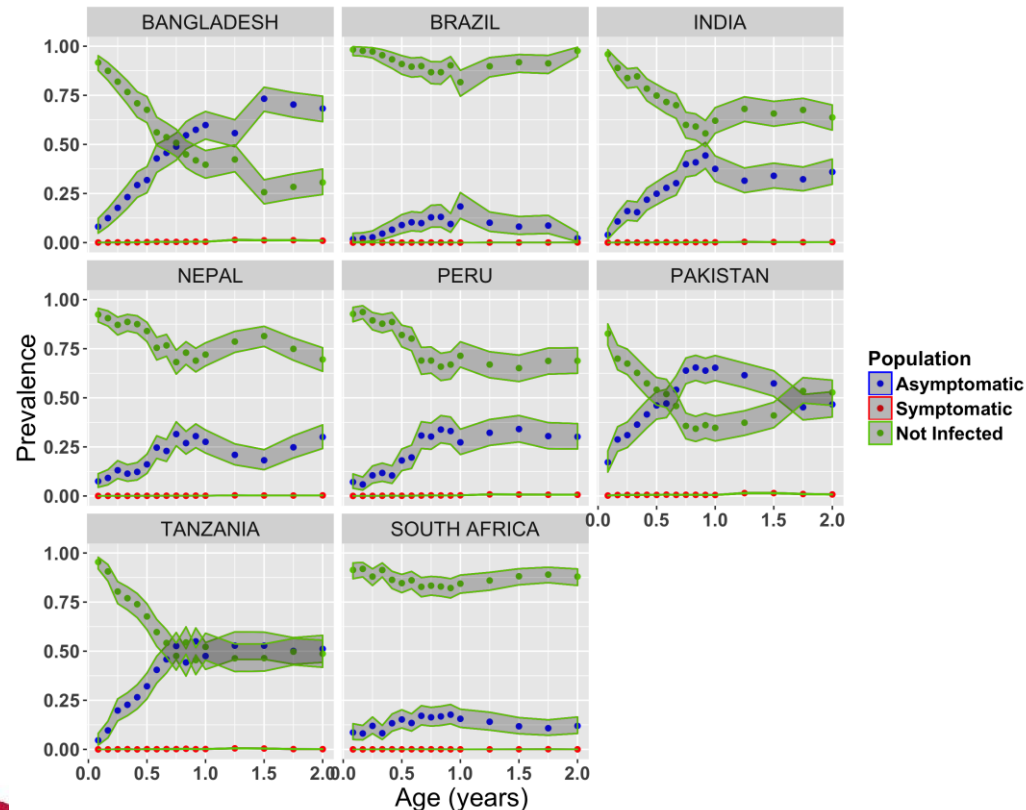 BANGLADESH BRAZIL INDIA
1.00
0.75
0.50
0.25
0.00
NEPAL PERU PAKISTAN
1.00
0.75
0.50
0.25
0.00
0.0 0.5 1.0 1.5 2.0
TANZANIA SOUTH AFRICA
1.00
0.75
0.50
0.25
0.00
0.0 0.5 1.0 1.5 2.0 0.0 0.5 1.0 1.5 2.0
Age (years)
Prevalence
Population
Asymptomatic
Symptomatic
Not Infected